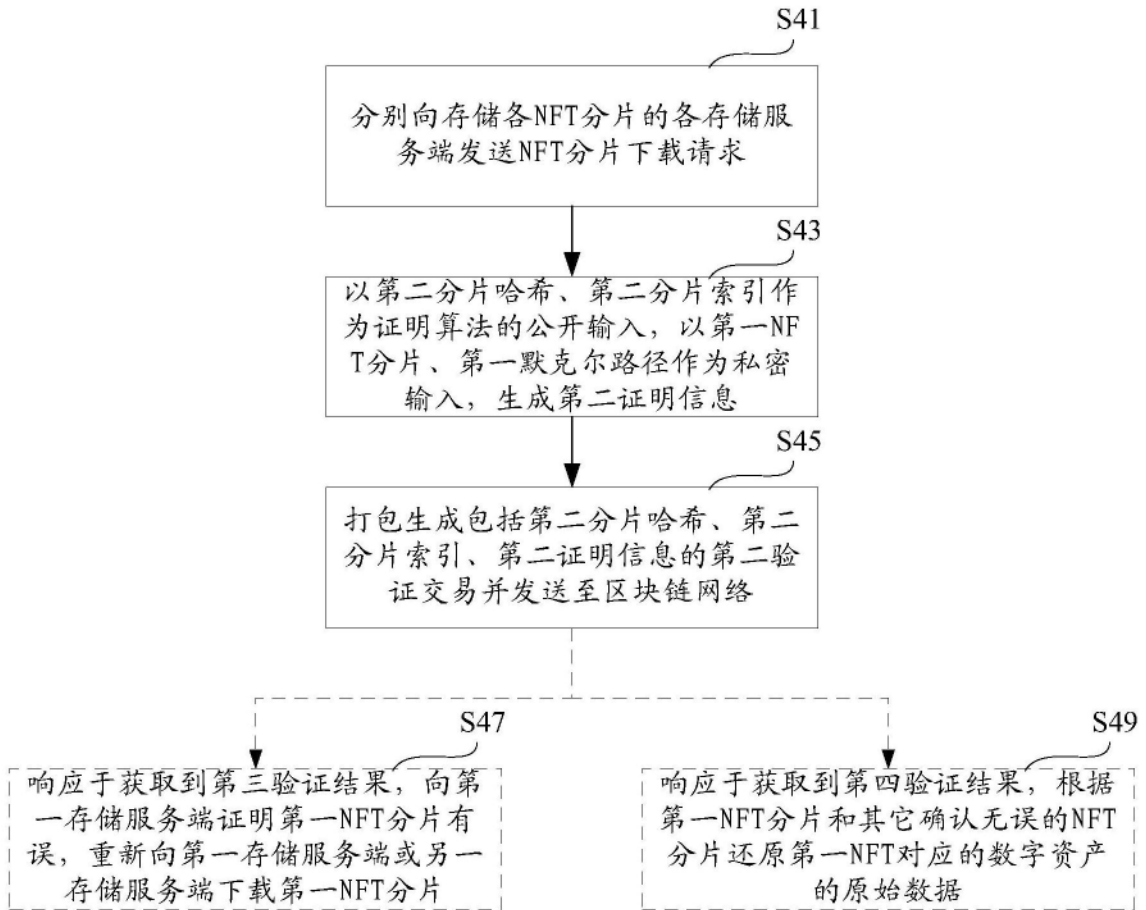 S41
分别向存储各NFT分片的各存储服
务端发送NFT分片下载请求
S43
以第二分片哈希、第二分片索引作
为证明算法的公开输入，以第一NF
T分片、第一默克尔路径作为私密
输入，生成第二证明信息
S45
打包生成包括第二分片哈希、第二
分片索引、第二证明信息的第二验
证交易并发送至区块链网络
S47
响应于获取到第三验证结果，向第
一存储服务端证明第一NFT分片有
误，重新向第一存储服务端或另一
存储服务端下载第一NFT分片
S49
响应于获取到第四验证结果，根据
第一NFT分片和其它确认无误的NFT
分片还原第一NFT对应的数字资产
的原始数据